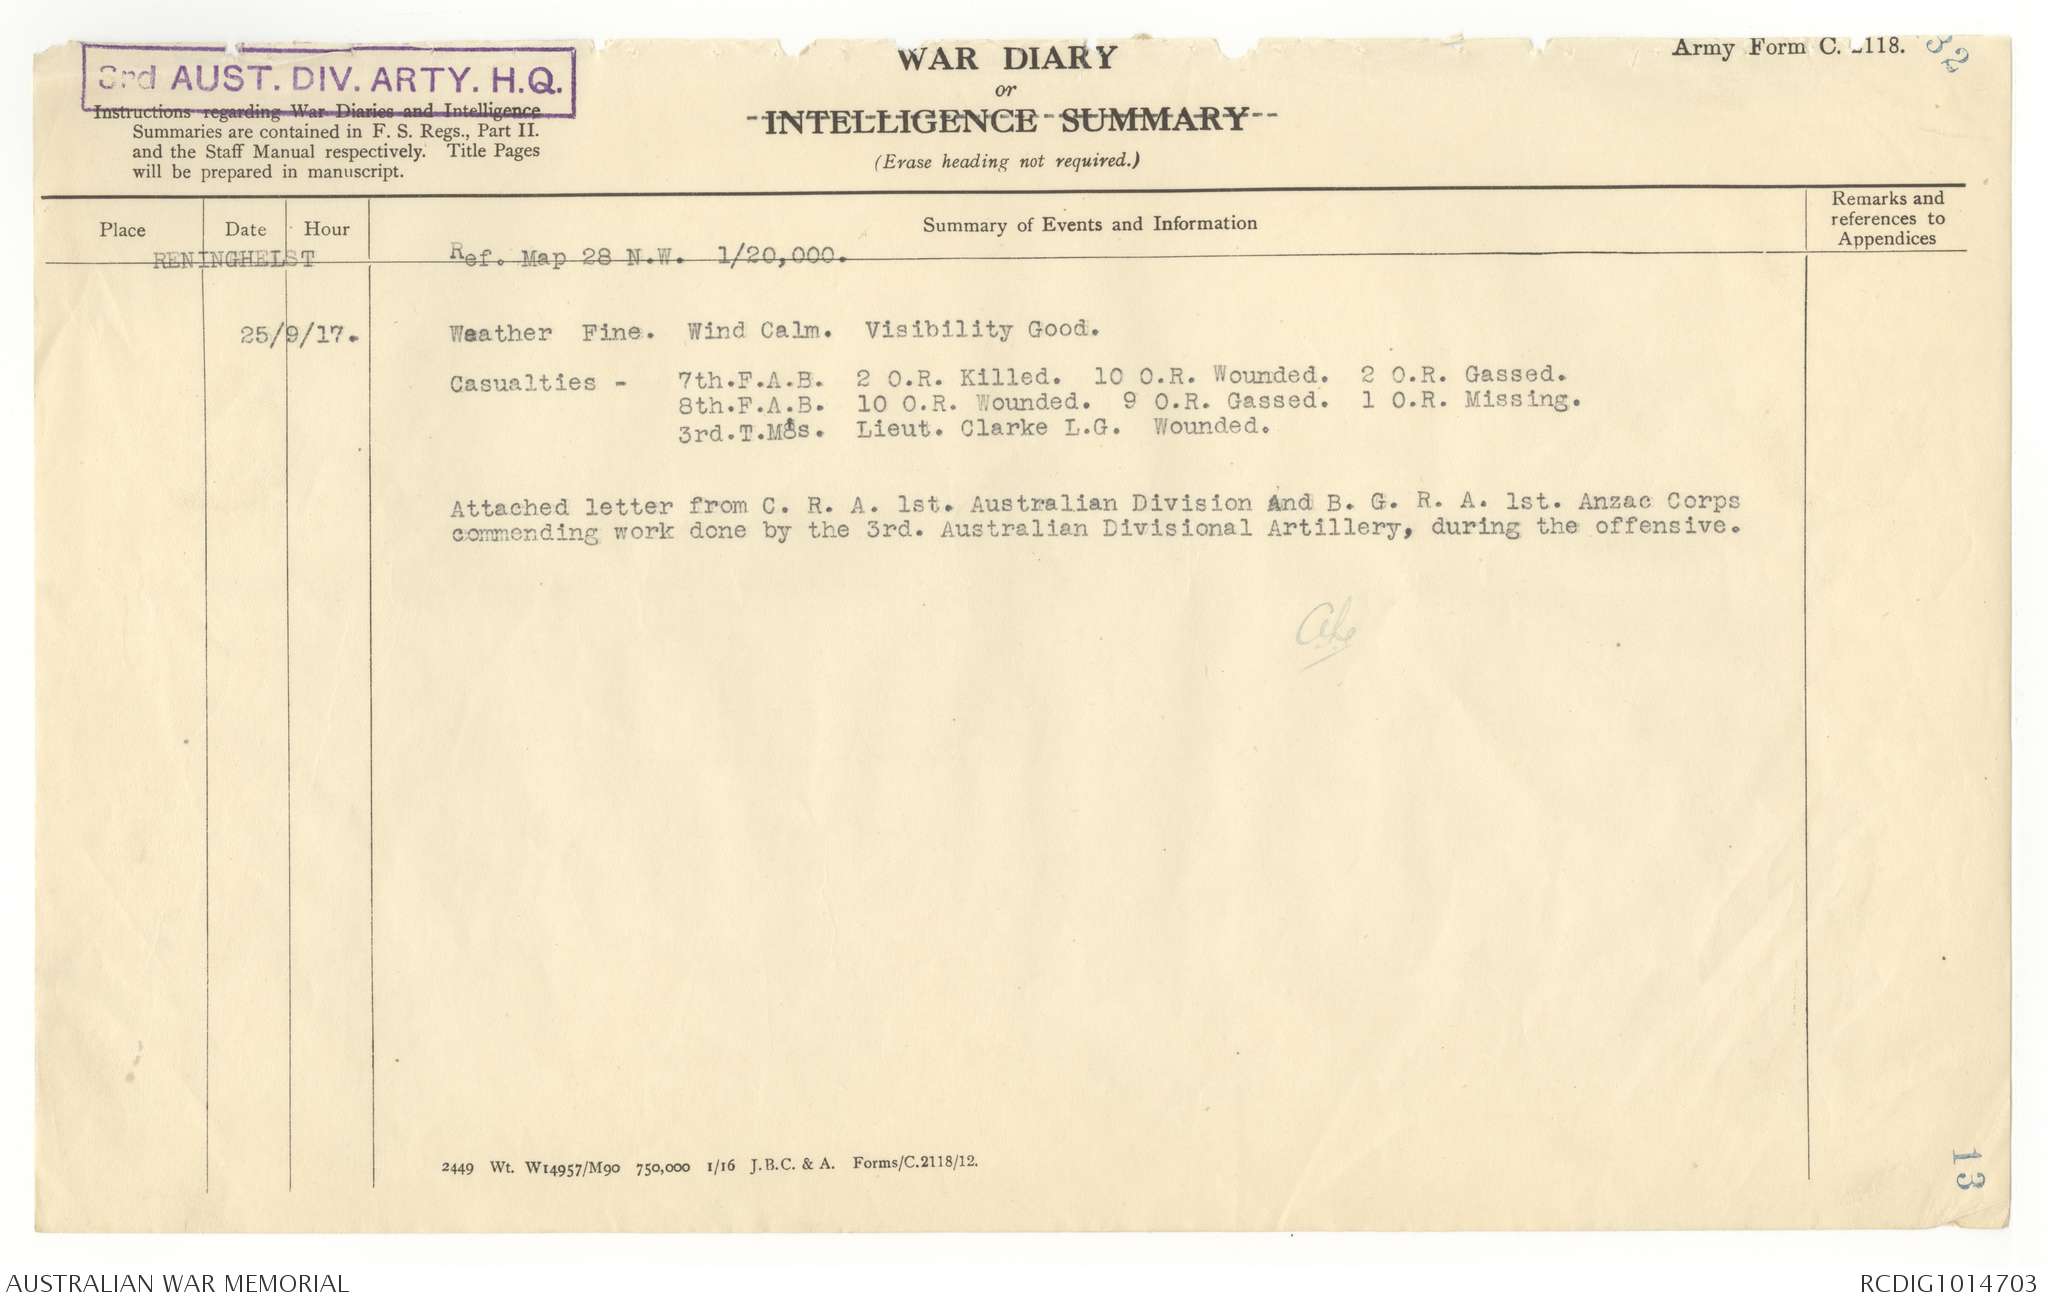 3rd AUST. DIV. ARTY. H.Q.
Instructions regarding War Diaries and Intelligence
Summaries are contained in F. S. Regs., Part II.
and the Staff Manual respectively. Title Pages
will be prepared in manuscript.
WAR DIARY
or
INTELLIGENCE SUMMARY
(Erase heading not required.)
Army Form C. 2118.
32
Place Date Hour Summary of Events and Information Remarks and references to Appendices
RENINGHELST Ref. Map 28 N.W. 1/20,000.
25/9/17. Weather Fine. Wind Calm. Visibility Good.
Casualties - 7th.F.A.B. 2 O.R. Killed. 10 O.R. Wounded. 2 O.R. Gassed.
8th.F.A.B. 10 O.R. Wounded. 9 O.R. Gassed. 1 O.R. Missing.
3rd.T.M's. Lieut. Clarke L.G. Wounded.
Attached letter from C. R. A. 1st. Australian Division And B. G. R. A. 1st. Anzac Corps
commending work done by the 3rd. Australian Divisional Artillery, during the offensive.
2449 Wt. W14957/M90 750,000 1/16 J.B.C. & A. Forms/C.2118/12.
13
AUSTRALIAN WAR MEMORIAL
RCDIG1014703